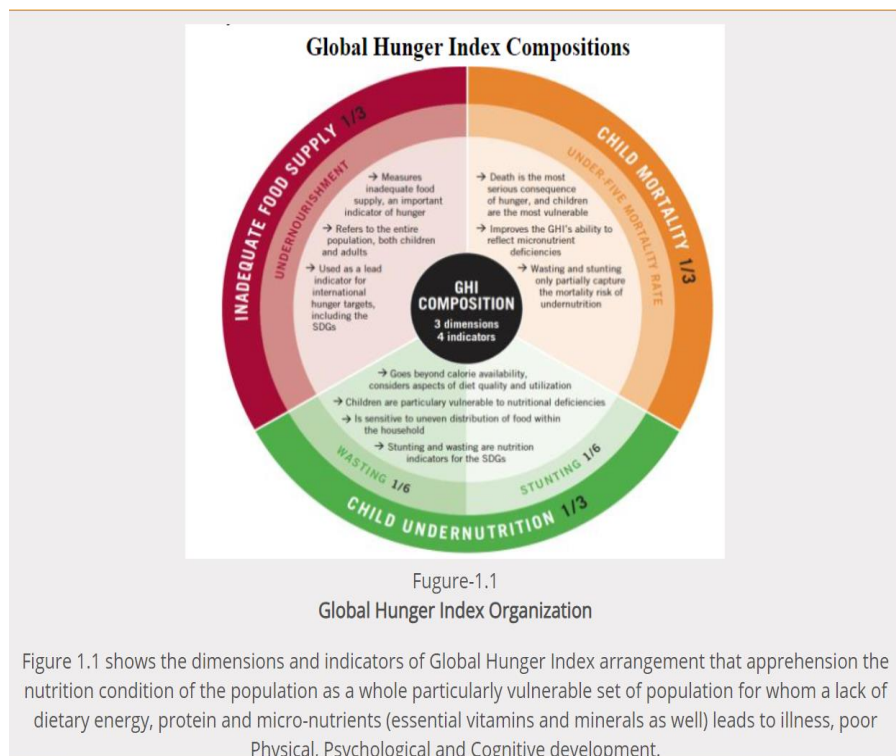 Global Hunger Index Compositions
INADEQUATE FOOD SUPPLY 1/3
UNDERNOURISHMENT
→ Measures
inadequate food
supply, an important
indicator of hunger
→ Refers to the entire
population, both children
and adults
→ Used as a lead
indicator for
international
hunger targets,
including the
SDGs
CHILD MORTALITY 1/3
UNDER-FIVE MORTALITY RATE
→ Death is the most
serious consequence
of hunger, and children
are the most vulnerable
→ Improves the GHI's ability to
reflect micronutrient
deficiencies
→ Wasting and stunting
only partially capture
the mortality risk of
undernutrition
GHI
COMPOSITION
3 dimensions
4 indicators
→ Goes beyond calorie availability,
considers aspects of diet quality and utilization
→ Children are particulary vulnerable to nutritional deficiencies
→ Is sensitive to uneven distribution of food within
the household
→ Stunting and wasting are nutrition
indicators for the SDGs
WASTING 1/6
STUNTING 1/6
CHILD UNDERNUTRITION 1/3
Fugure-1.1
Global Hunger Index Organization
Figure 1.1 shows the dimensions and indicators of Global Hunger Index arrangement that apprehension the
nutrition condition of the population as a whole particularly vulnerable set of population for whom a lack of
dietary energy, protein and micro-nutrients (essential vitamins and minerals as well) leads to illness, poor
Physical, Psychological and Cognitive development.